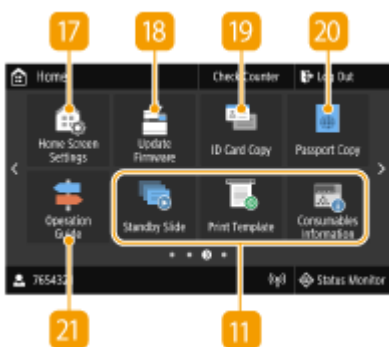 17 18 19 20
Home Check Counter Log Out
Home Screen Update ID Card Copy Passport Copy
Settings Firmware
Operation Standby Slide Print Template Consumables
Guide Information
7654321 Status Monitor
21 11